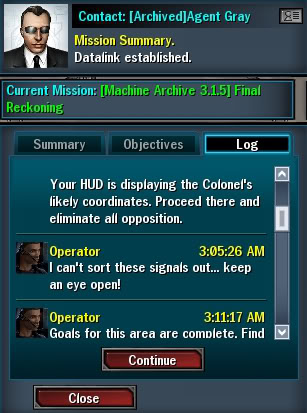 Contact: [Archived]Agent Gray
Mission Summary.
Datalink established.
Current Mission: [Machine Archive 3.1.5] Final
Reckoning
Summary
Objectives
Log
Your HUD is displaying the Colonel's
likely coordinates. Proceed there and
eliminate all opposition.
Operator 3:05:26 AM
I can't sort these signals out... keep
an eye open!
Operator 3:11:17 AM
Goals for this area are complete. Find
Continue
Close